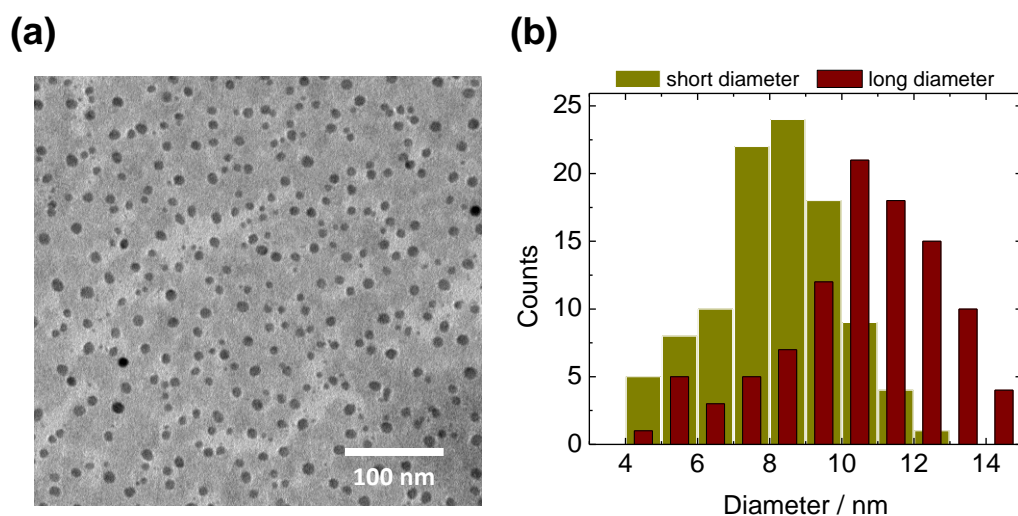 (a)
(b)
100 nm
short diameter long diameter
25
20
15
10
5
0
Counts
4 6 8 10 12 14
Diameter / nm